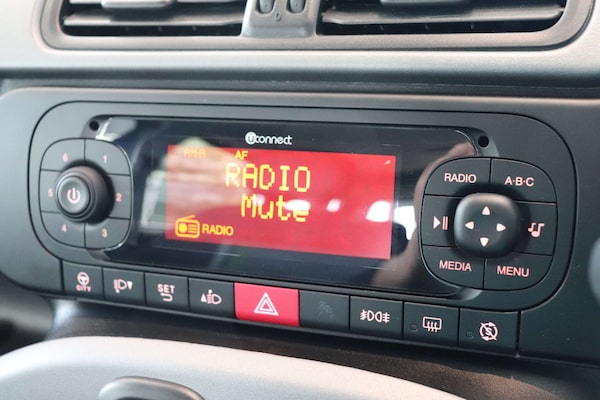 Uconnect
AF
RADIO
Mute
RADIO
6 1
5 2
4 3
RADIO A·B·C
MEDIA MENU
CITY
SET